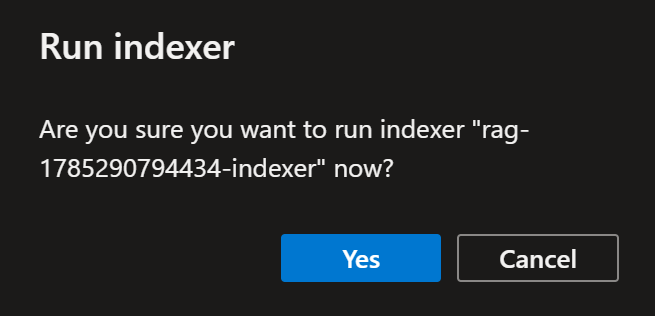 Run indexer
Are you sure you want to run indexer "rag-
1785290794434-indexer" now?
Yes
Cancel